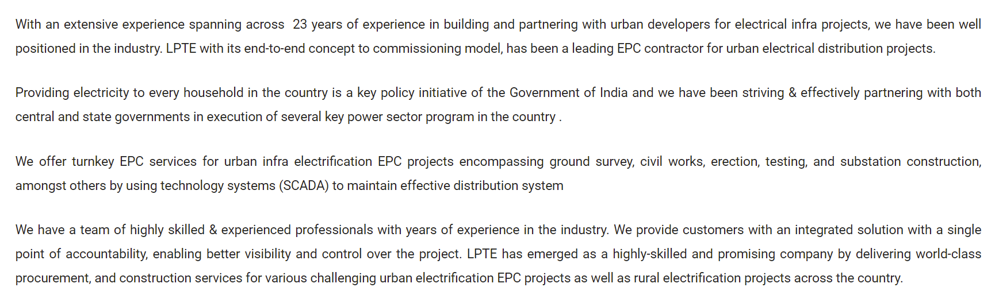 With an extensive experience spanning across  23 years of experience in building and partnering with urban developers for electrical infra projects, we have been well
positioned in the industry. LPTE with its end-to-end concept to commissioning model, has been a leading EPC contractor for urban electrical distribution projects.
Providing electricity to every household in the country is a key policy initiative of the Government of India and we have been striving & effectively partnering with both
central and state governments in execution of several key power sector program in the country .
We offer turnkey EPC services for urban infra electrification EPC projects encompassing ground survey, civil works, erection, testing, and substation construction,
amongst others by using technology systems (SCADA) to maintain effective distribution system
We have a team of highly skilled & experienced professionals with years of experience in the industry. We provide customers with an integrated solution with a single
point of accountability, enabling better visibility and control over the project. LPTE has emerged as a highly-skilled and promising company by delivering world-class
procurement, and construction services for various challenging urban electrification EPC projects as well as rural electrification projects across the country.